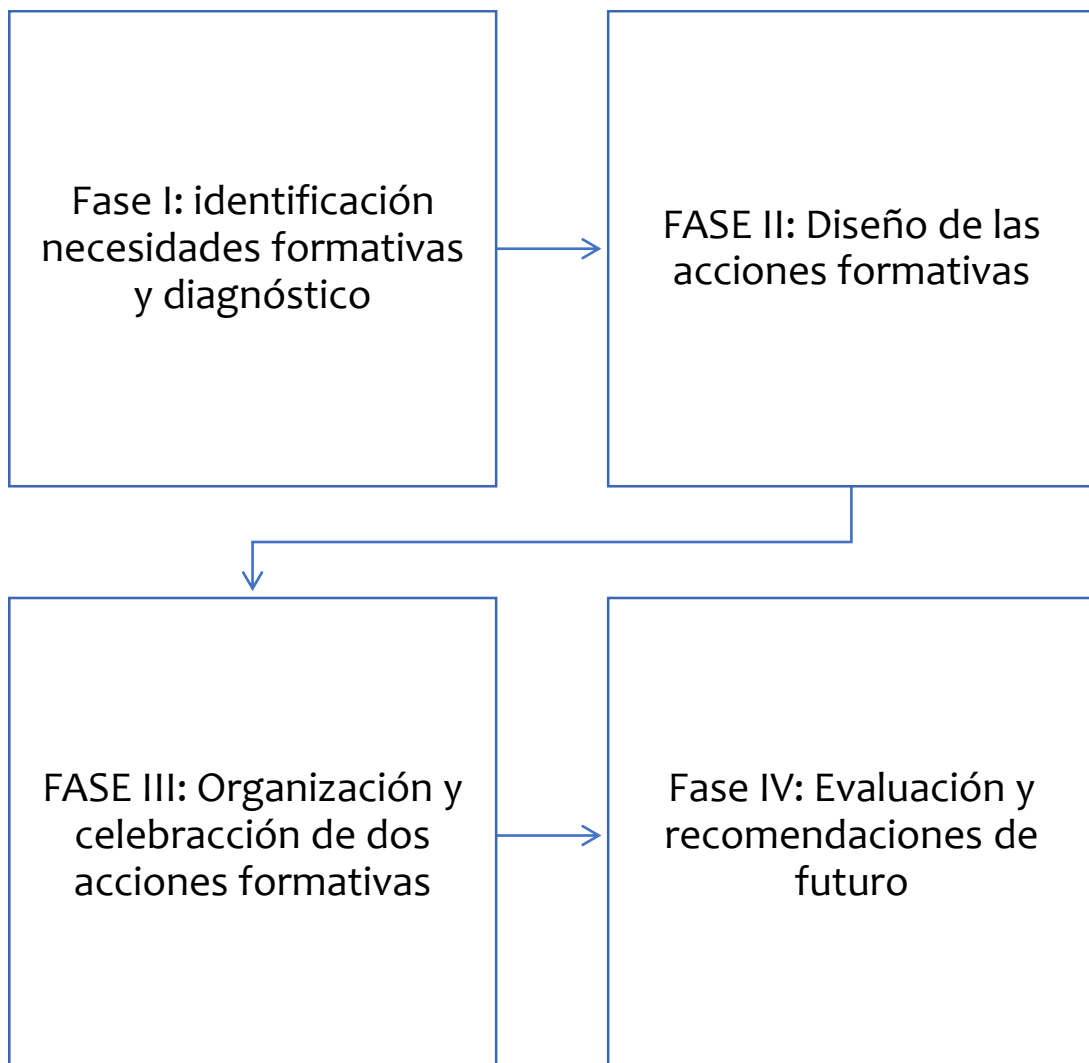 Fase I: identificación
necesidades formativas
y diagnóstico
FASE II: Diseño de las
acciones formativas
FASE III: Organización y
celebracción de dos
acciones formativas
Fase IV: Evaluación y
recomendaciones de
futuro